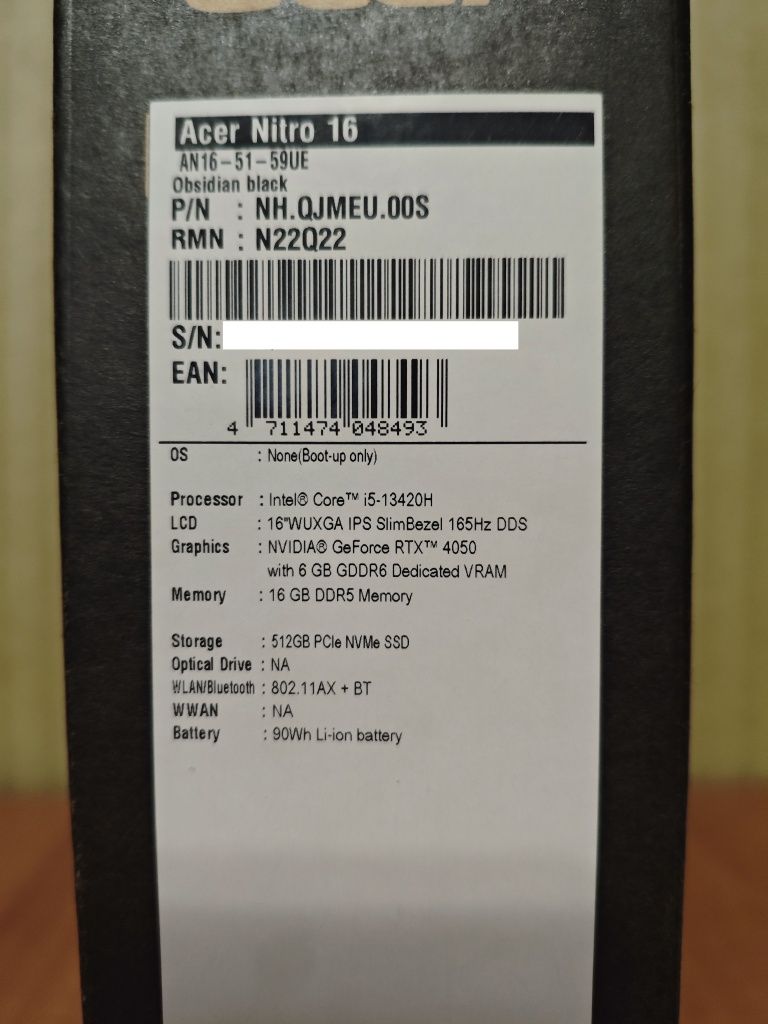 Acer Nitro 16
AN16-51-59UE
Obsidian black
P/N : NH.QJMEU.00S
RMN : N22Q22
S/N:
EAN:
4 711474 048493
OS : None(Boot-up only)
Processor : Intel® Core™ i5-13420H
LCD : 16"WUXGA IPS SlimBezel 165Hz DDS
Graphics : NVIDIA® GeForce RTX™ 4050
with 6 GB GDDR6 Dedicated VRAM
Memory : 16 GB DDR5 Memory
Storage : 512GB PCIe NVMe SSD
Optical Drive : NA
WLAN/Bluetooth : 802.11AX + BT
WWAN : NA
Battery : 90Wh Li-ion battery